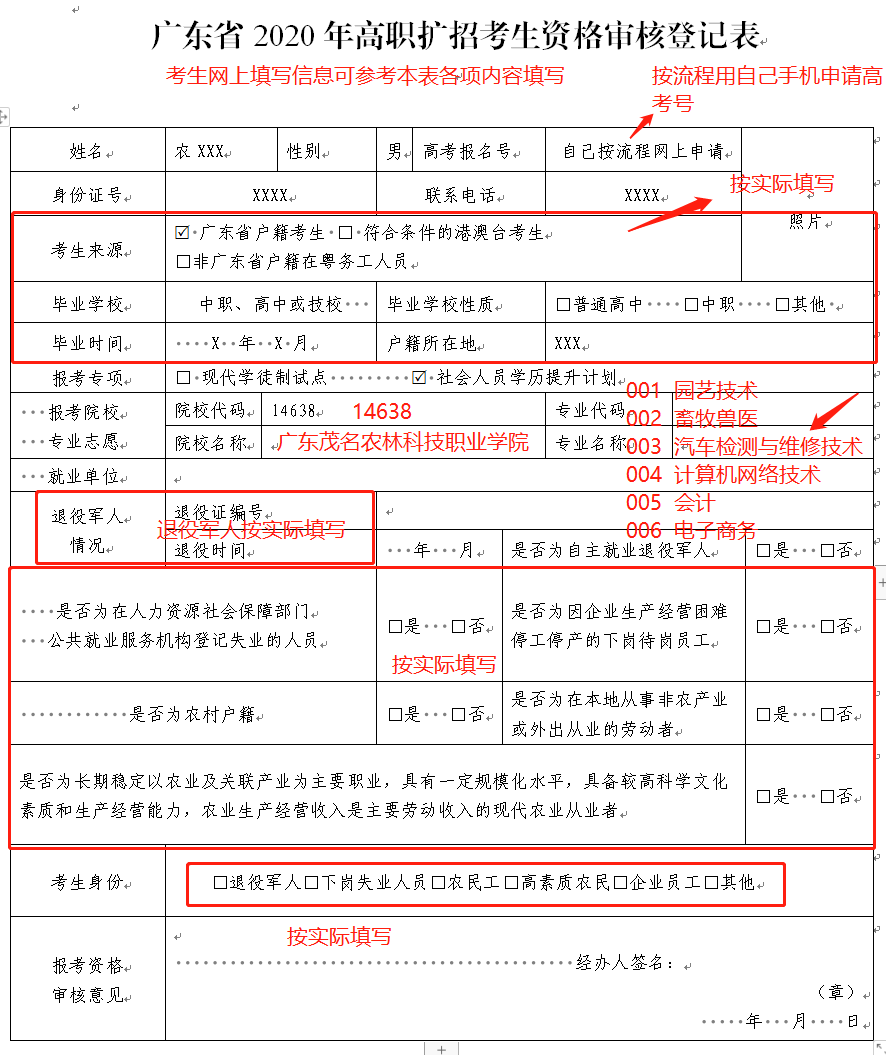 广东省 2020 年高职扩招考生资格审核登记表
考生网上填写信息可参考本表各项内容填写
按流程用自己手机申请高
考号
姓名 农 XXX 性别 男 高考报名号 自己按流程网上申请
身份证号 XXXX 联系电话 XXXX
按实际填写
照片
考生来源
☑ 广东省户籍考生 □ 符合条件的港澳台考生
□非广东省户籍在粤务工人员
毕业学校 中职、高中或技校 毕业学校性质 □普通高中 □中职 □其他
毕业时间 X 年 X 月 户籍所在地 XXX
报考专项 □ 现代学徒制试点 ☑ 社会人员学历提升计划
报考院校
专业志愿
院校代码 14638 14638 专业代码
院校名称 广东茂名农林科技职业学院 专业名称
001 园艺技术
002 畜牧兽医
003 汽车检测与维修技术
004 计算机网络技术
005 会计
006 电子商务
就业单位
退役军人
情况
退役证编号
退役军人按实际填写
退役时间 年 月 是否为自主就业退役军人 □是 □否
是否为在人力资源社会保障部门
公共就业服务机构登记失业的人员
□是 □否
是否为因企业生产经营困难
停工停产的下岗待岗员工
□是 □否
按实际填写
是否为农村户籍 □是 □否
是否为在本地从事非农产业
或外出从业的劳动者
□是 □否
是否为长期稳定以农业及关联产业为主要职业，具有一定规模化水平，具备较高科学文化
素质和生产经营能力，农业生产经营收入是主要劳动收入的现代农业从业者
□是 □否
考生身份 □退役军人□下岗失业人员□农民工□高素质农民□企业员工□其他
按实际填写
报考资格
审核意见
经办人签名：
（章）
年 月 日